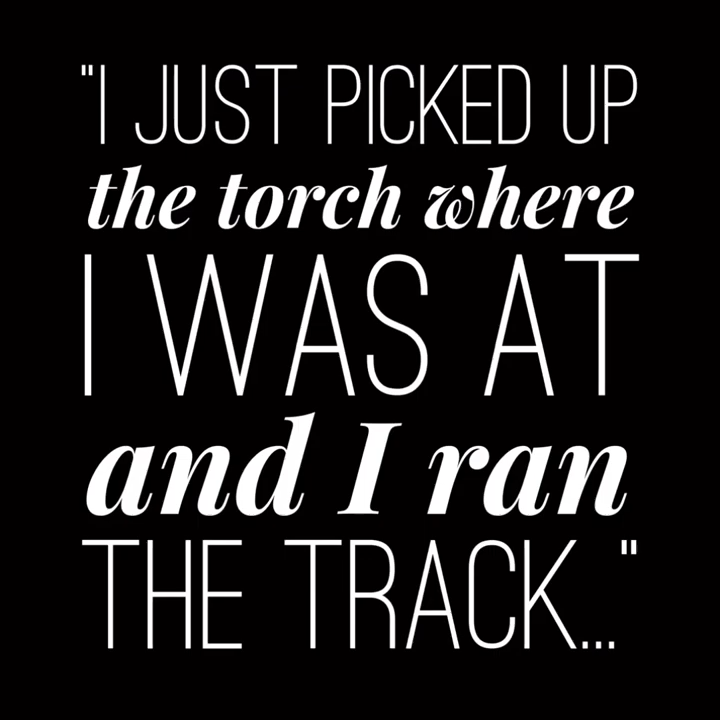 "I JUST PICKED UP
the torch where
I WAS AT
and I ran
THE TRACK..."